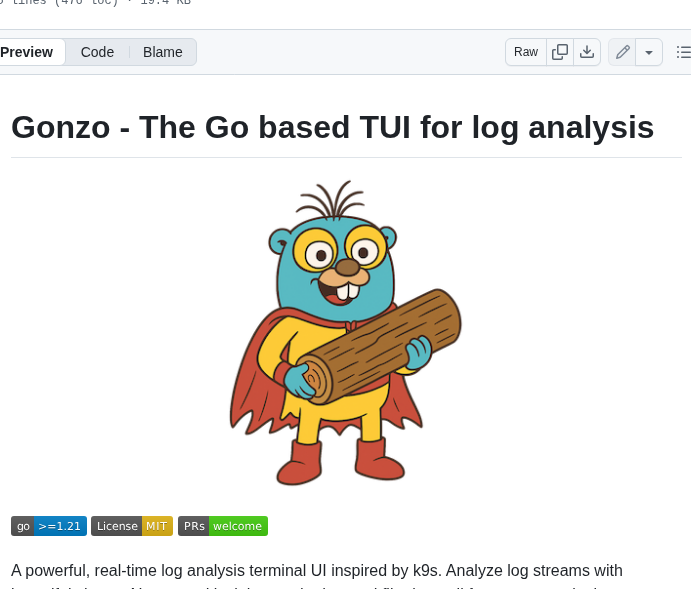 lines (476 loc) · 19.4 KB
Preview Code Blame Raw
Gonzo - The Go based TUI for log analysis
go >=1.21 License MIT PRs welcome
A powerful, real-time log analysis terminal UI inspired by k9s. Analyze log streams with